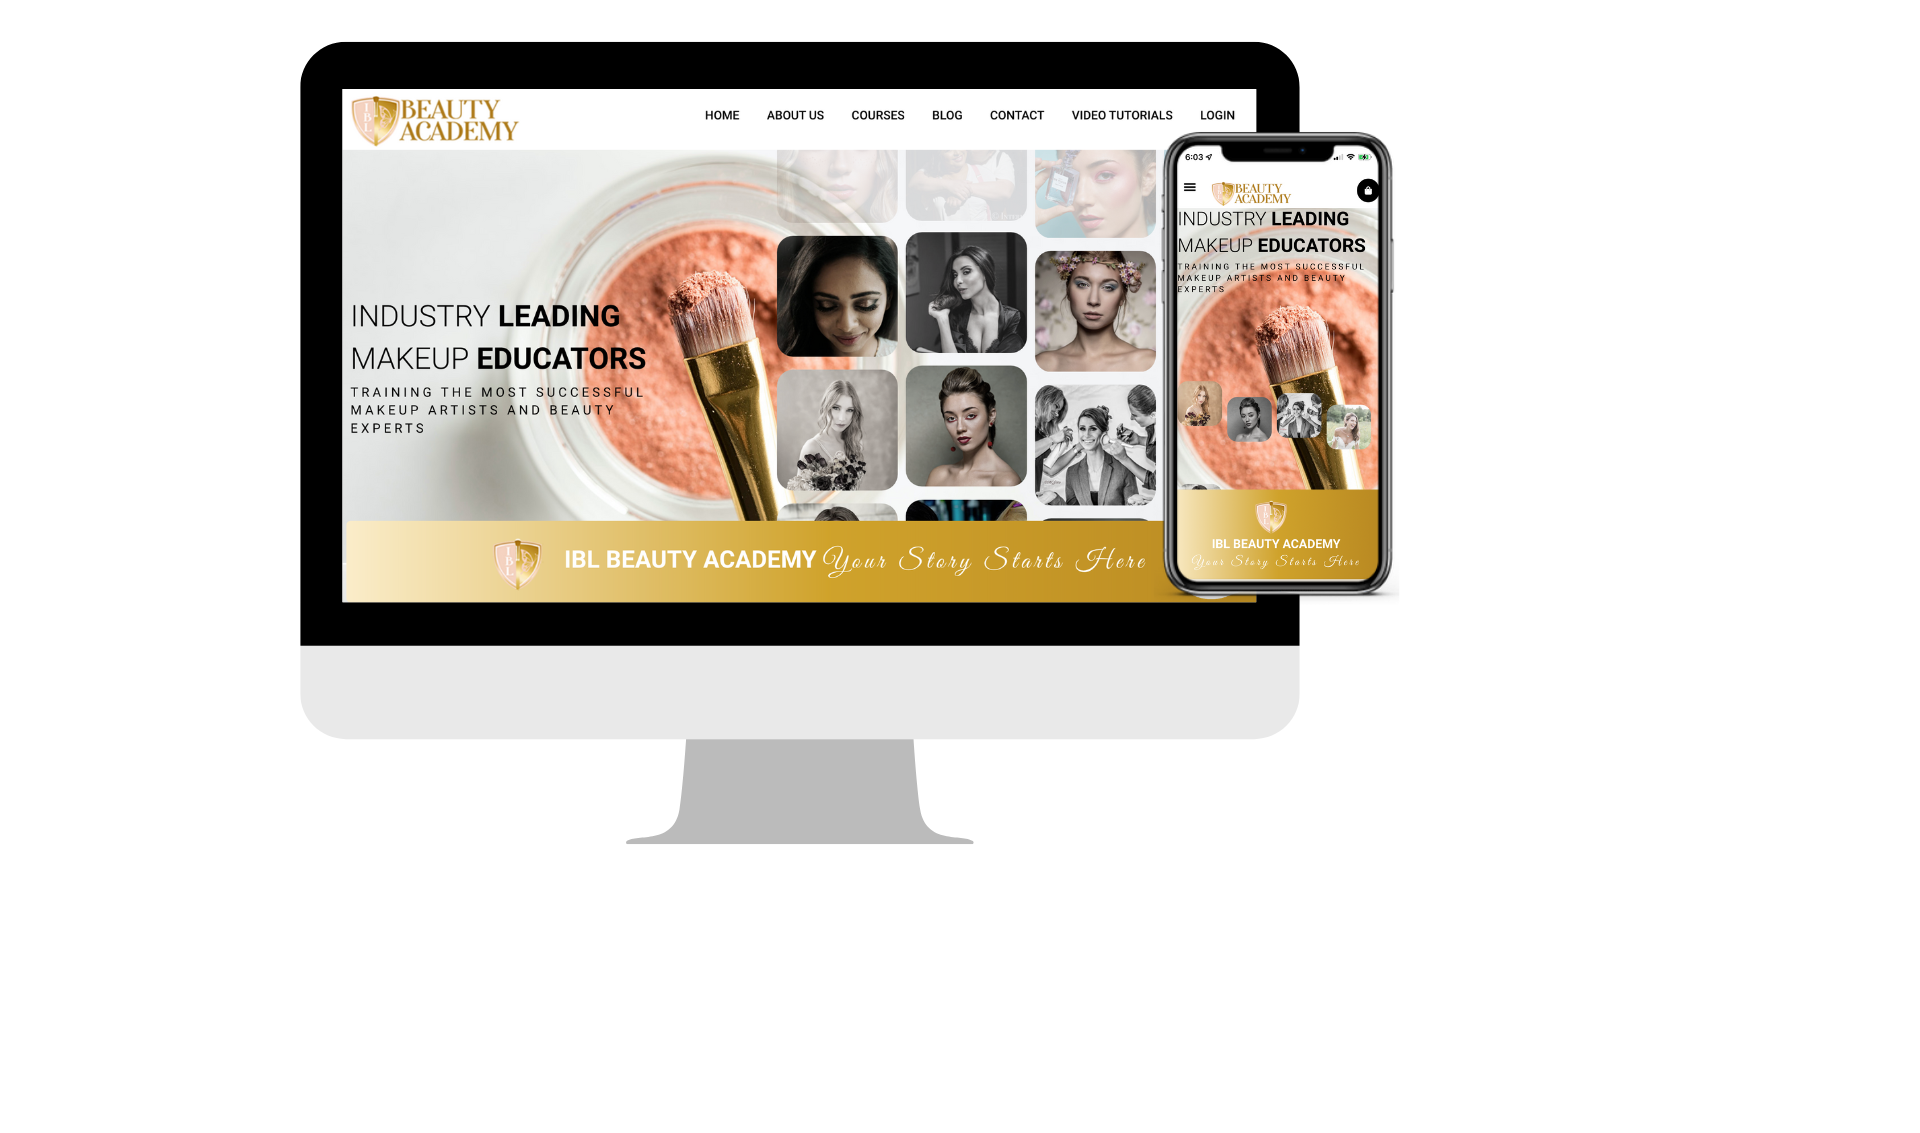 BEAUTY
ACADEMY
HOME ABOUT US COURSES BLOG CONTACT VIDEO TUTORIALS LOGIN
INDUSTRY LEADING
MAKEUP EDUCATORS
TRAINING THE MOST SUCCESSFUL
MAKEUP ARTISTS AND BEAUTY
EXPERTS
IBL
IBL BEAUTY ACADEMY Your Story Starts Here
6:03
BEAUTY
ACADEMY
INDUSTRY LEADING
MAKEUP EDUCATORS
TRAINING THE MOST SUCCESSFUL
MAKEUP ARTISTS AND BEAUTY
EXPERTS
IBL BEAUTY ACADEMY
Your Story Starts Here